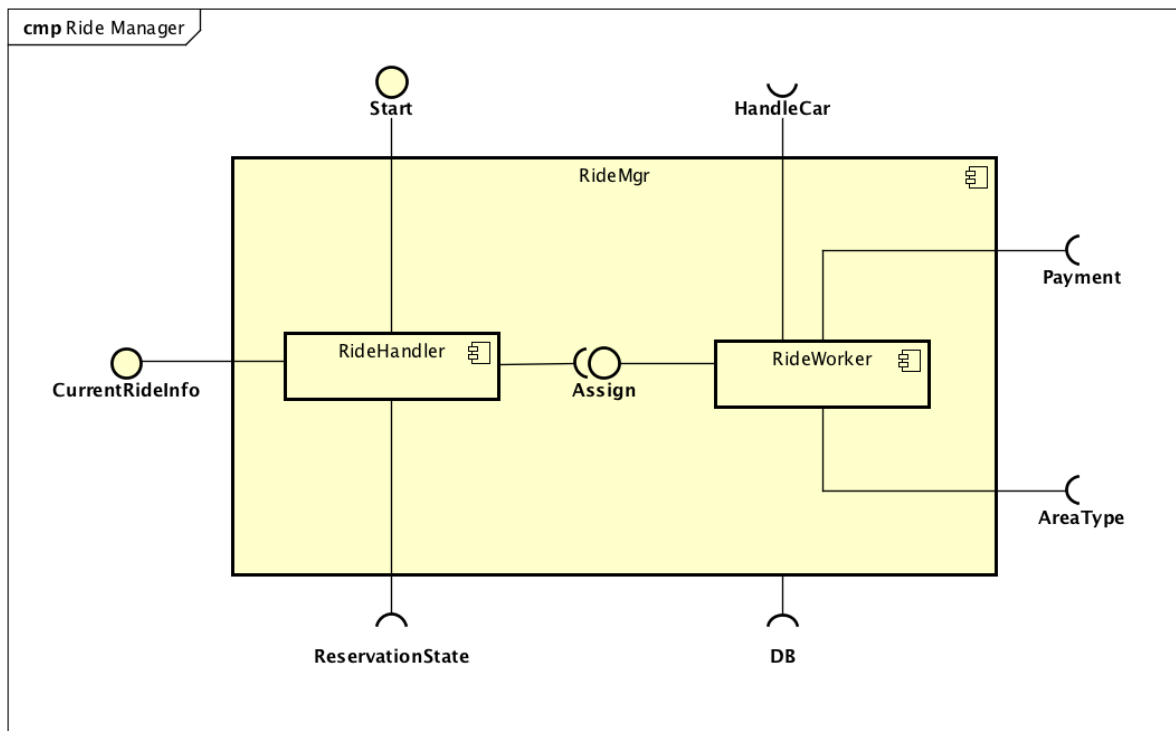 cmp Ride Manager
Start
HandleCar
RideMgr
Payment
RideHandler
RideWorker
CurrentRideInfo
Assign
AreaType
ReservationState
DB